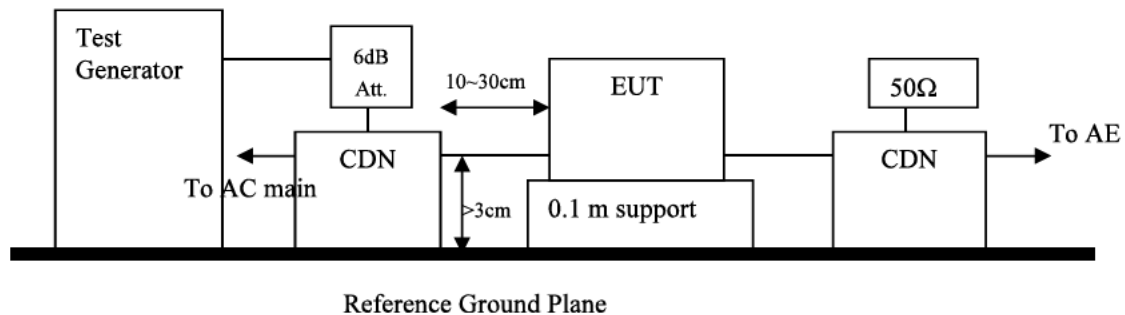 Test
Generator
6dB
Att.
10~30cm
EUT
50Ω
To AE
CDN
CDN
To AC main
>3cm
0.1 m support
Reference Ground Plane